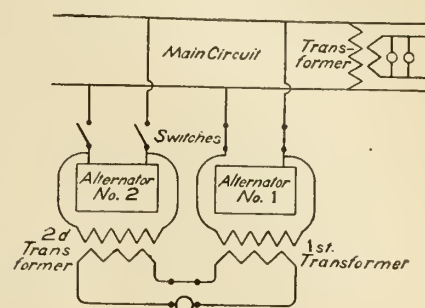 Main Circuit
Trans-
former
Switches
Alternator
No. 2
Alternator
No. 1
2d
Trans
former
1st.
Transformer